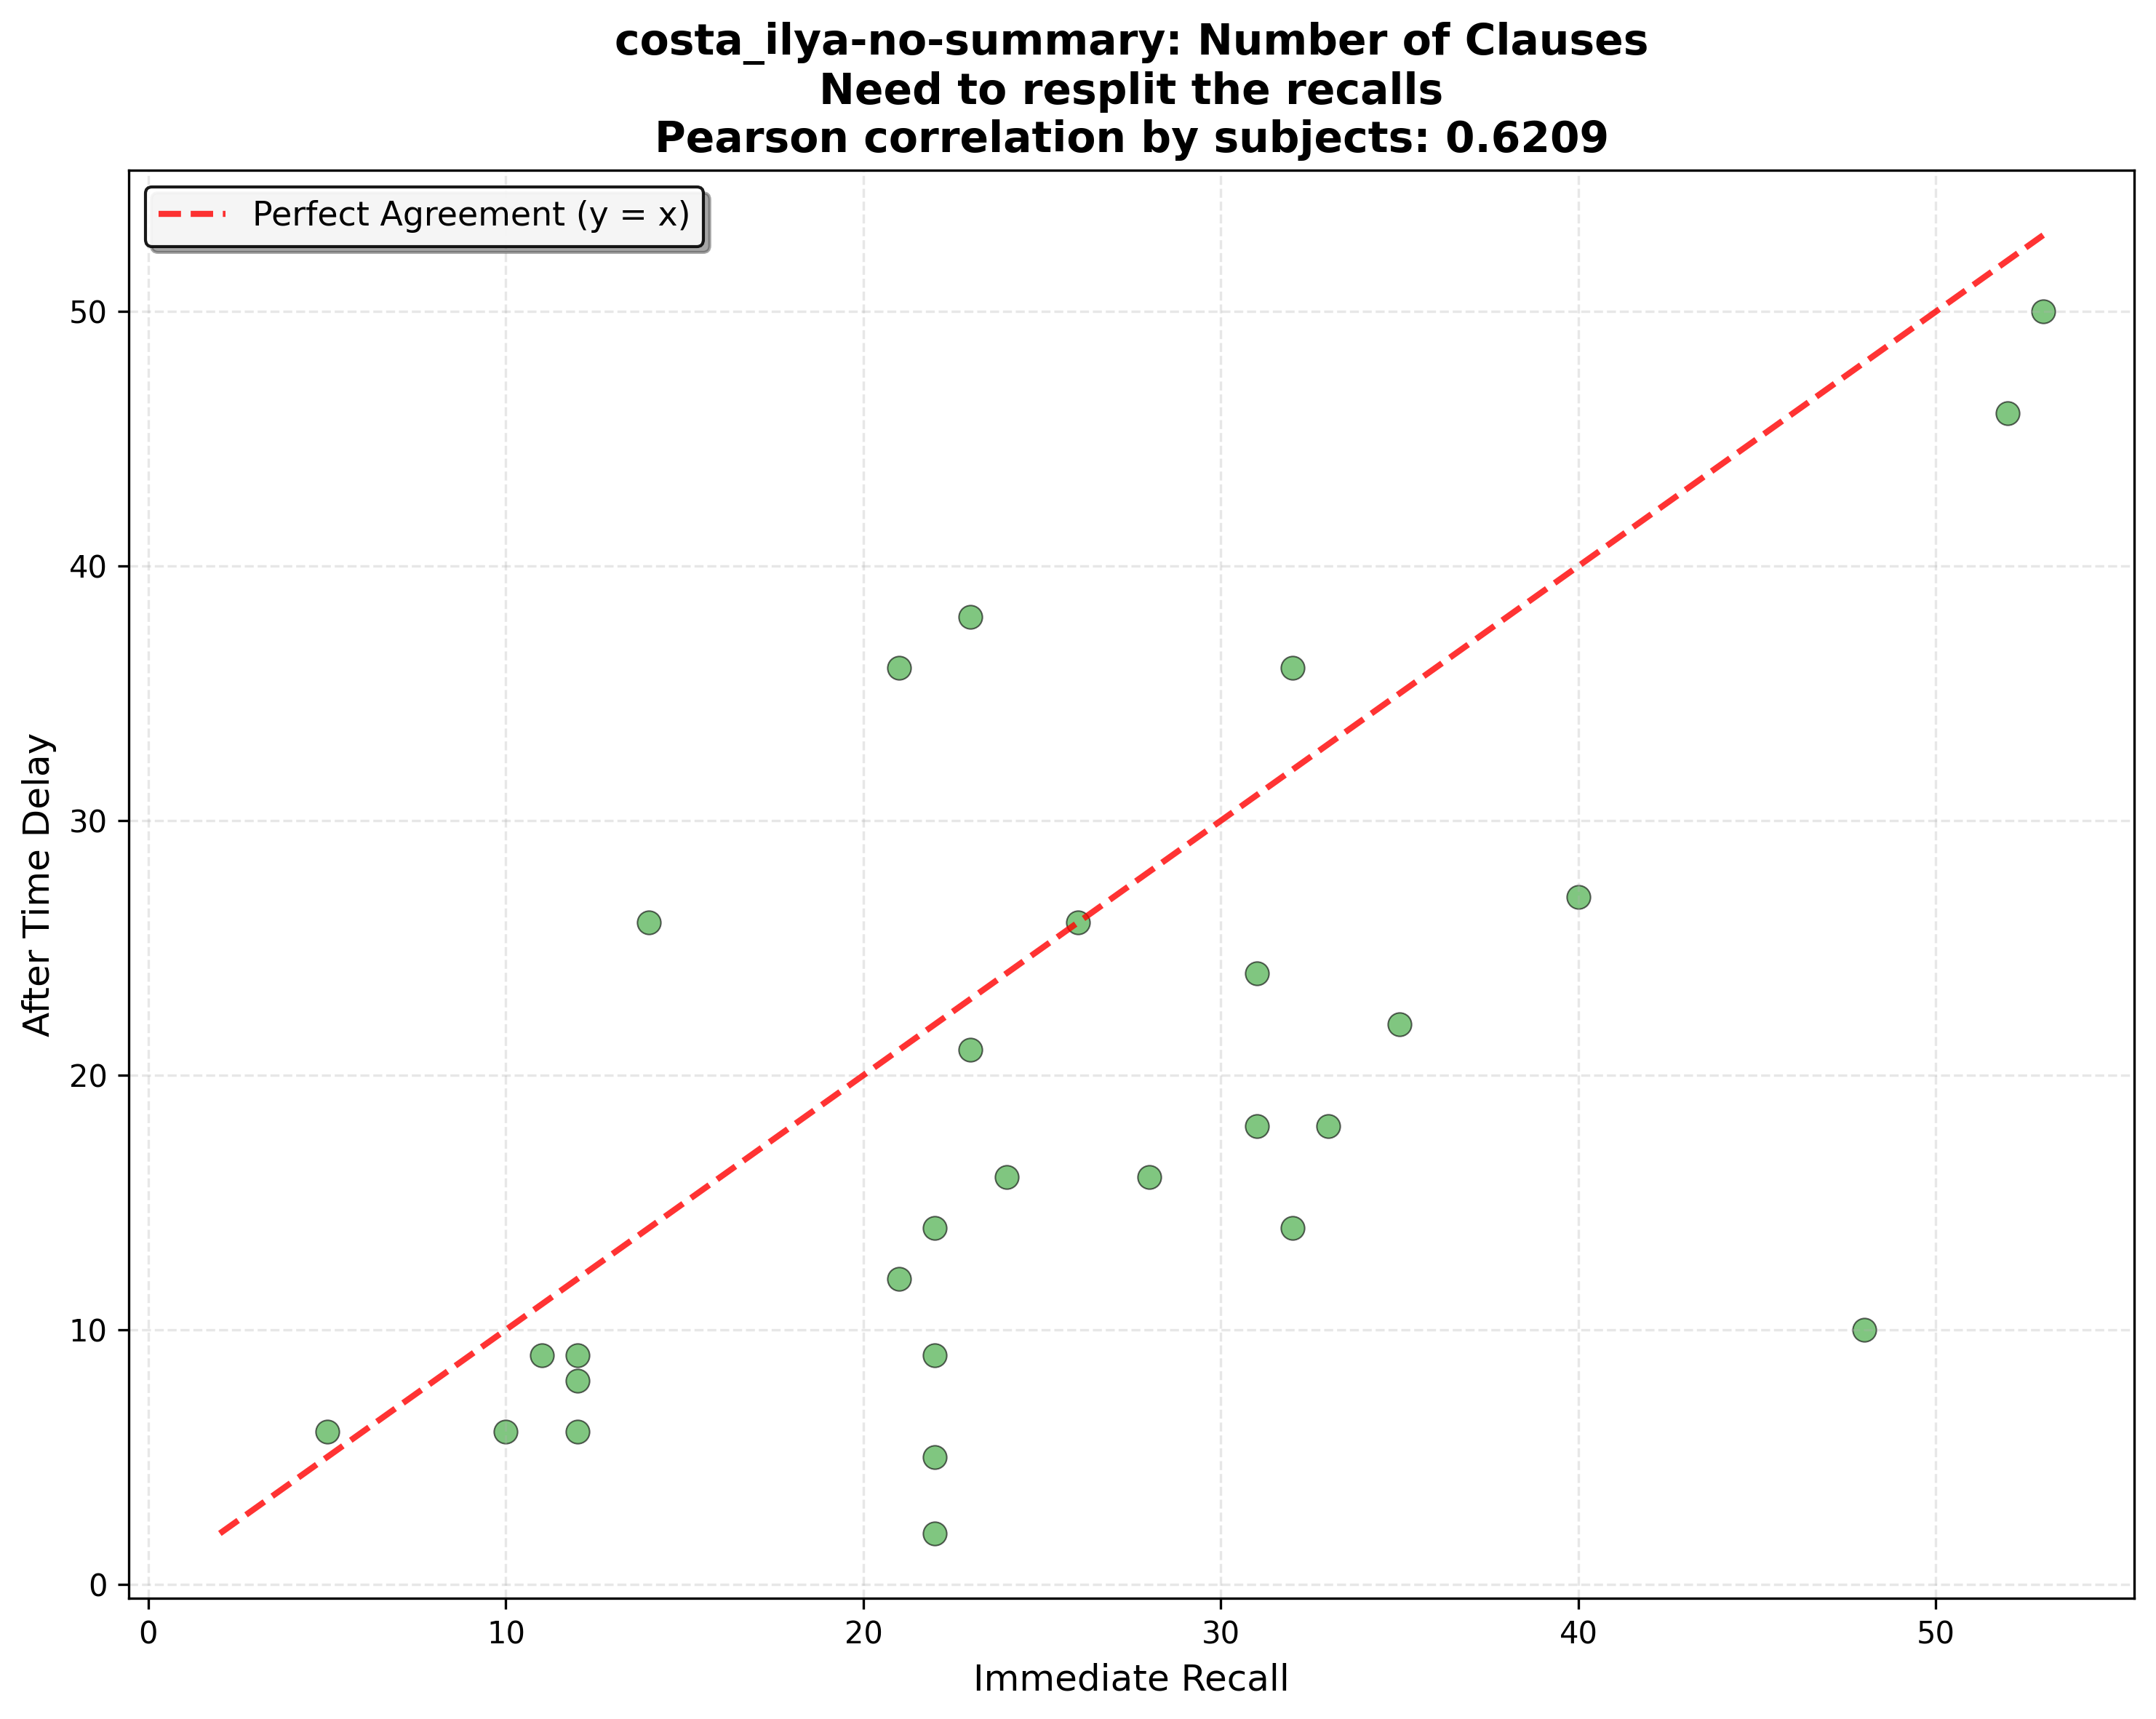 costa_ilya-no-summary: Number of Clauses
Need to resplit the recalls
Pearson correlation by subjects: 0.6209
Perfect Agreement (y = x)
50
40
30
20
10
0
After Time Delay
0 10 20 30 40 50
Immediate Recall